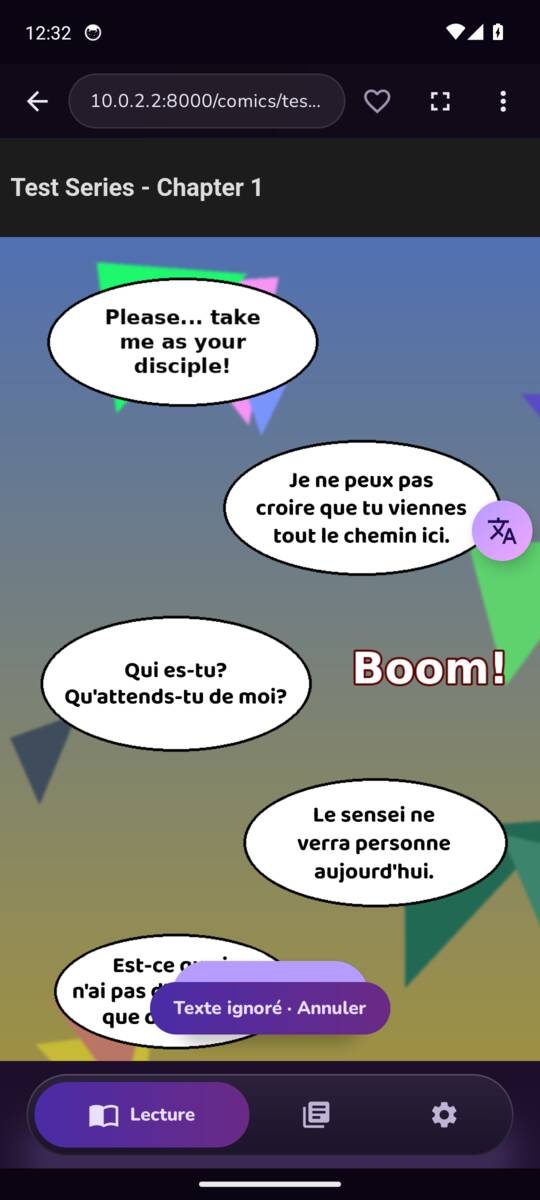 12:32
10.0.2.2:8000/comics/tes...
Test Series - Chapter 1
Please... take
me as your
disciple!
Je ne peux pas
croire que tu viennes
tout le chemin ici.
Qui es-tu?
Qu'attends-tu de moi?
Boom!
Le sensei ne
verra personne
aujourd'hui.
Est-ce
n'ai pas
que
Texte ignoré · Annuler
Lecture